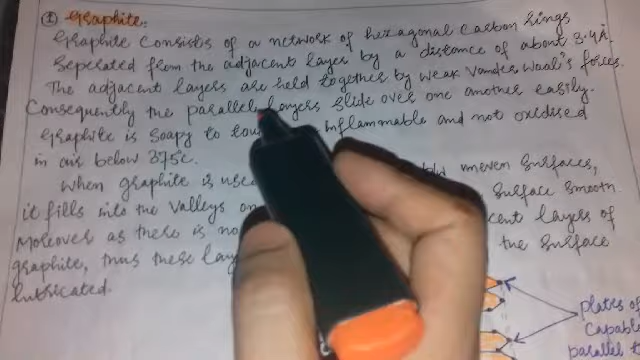 ① Graphite:
Graphite consists of a network of hexagonal carbon rings
seperated from the adjacent layer by a distance of about 3.4Å.
The adjacent layers are held together by weak Vander Waal's forces.
Consequently the parallel layers slide over one another easily.
Graphite is soapy to inflammable and not oxidised
in air below 375°C.
When graphite is uneven surfaces,
it fills into the valleys surface smooth
Moreover as there is no layers of
graphite, thus these the surface
lubricated.
plates of
Capable
parallel t